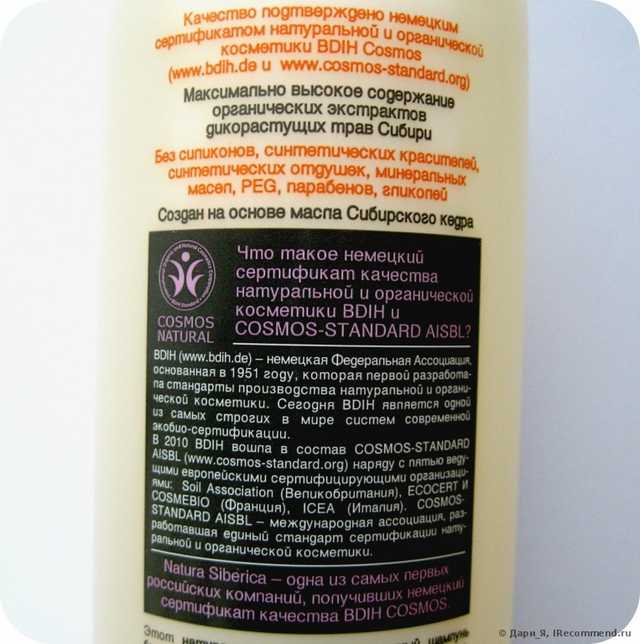 Качество подтверждено немецким
сертификатом натуральной и органической
косметики BDIH Cosmos
(www.bdih.de и www.cosmos-standard.org)
Максимально высокое содержание
органических экстрактов
дикорастущих трав Сибири
Без силиконов, синтетических красителей,
синтетических отдушек, минеральных
масел, PEG, парабенов, гликолей
Создан на основе масла Сибирского кедра
COSMOS
NATURAL
Что такое немецкий
сертификат качества
натуральной и органической
косметики BDIH и
COSMOS-STANDARD AISBL?
BDIH (www.bdih.de) – немецкая Федеральная Ассоциация,
основанная в 1951 году, которая первой разработа-
ла стандарты производства натуральной и органи-
ческой косметики. Сегодня BDIH является одной
из самых строгих в мире систем современной
экобио-сертификации.
В 2010 BDIH вошла в состав COSMOS-STANDARD
AISBL (www.cosmos-standard.org) наряду с пятью веду-
щими европейскими сертифицирующими организаци-
ями: Soil Association (Великобритания), ECOCERT И
COSMEBIO (Франция), ICEA (Италия). COSMOS-
STANDARD AISBL – международная ассоциация, раз-
работавшая единый стандарт сертификации нату-
ральной и органической косметики.
Natura Siberica – одна из самых первых
российских компаний, получивших немецкий
сертификат качества BDIH COSMOS.
Этот шампунь
© Дари_Я, IRecommend.ru